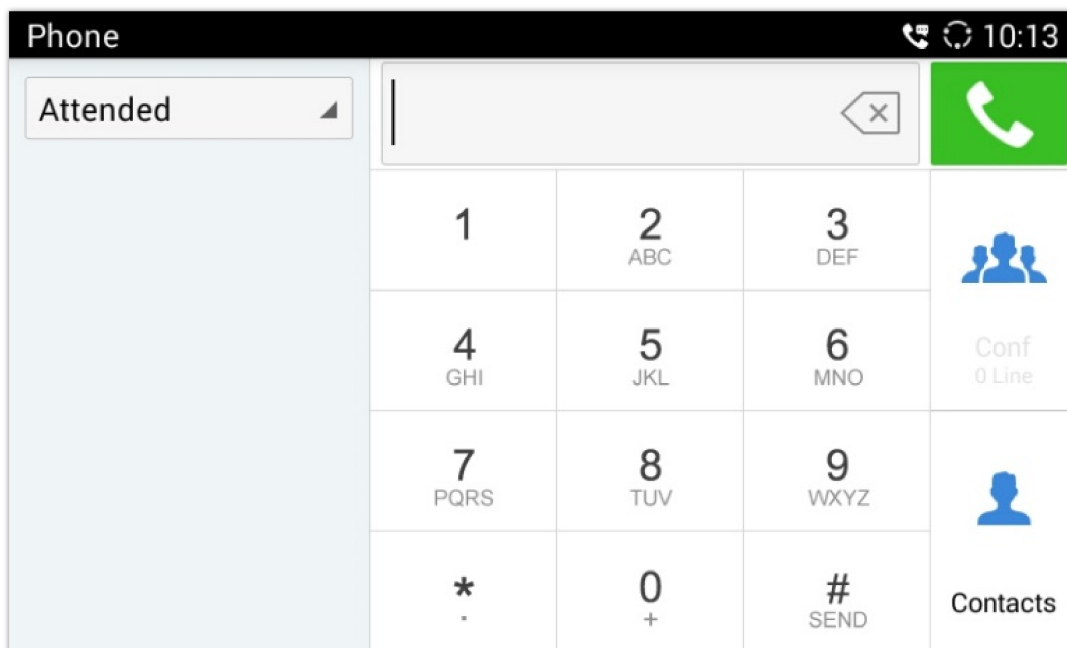 Phone
10:13
Attended
1
2
ABC
3
DEF
Conf
0 Line
4
GHI
5
JKL
6
MNO
7
PQRS
8
TUV
9
WXYZ
*
.
0
+
#
SEND
Contacts